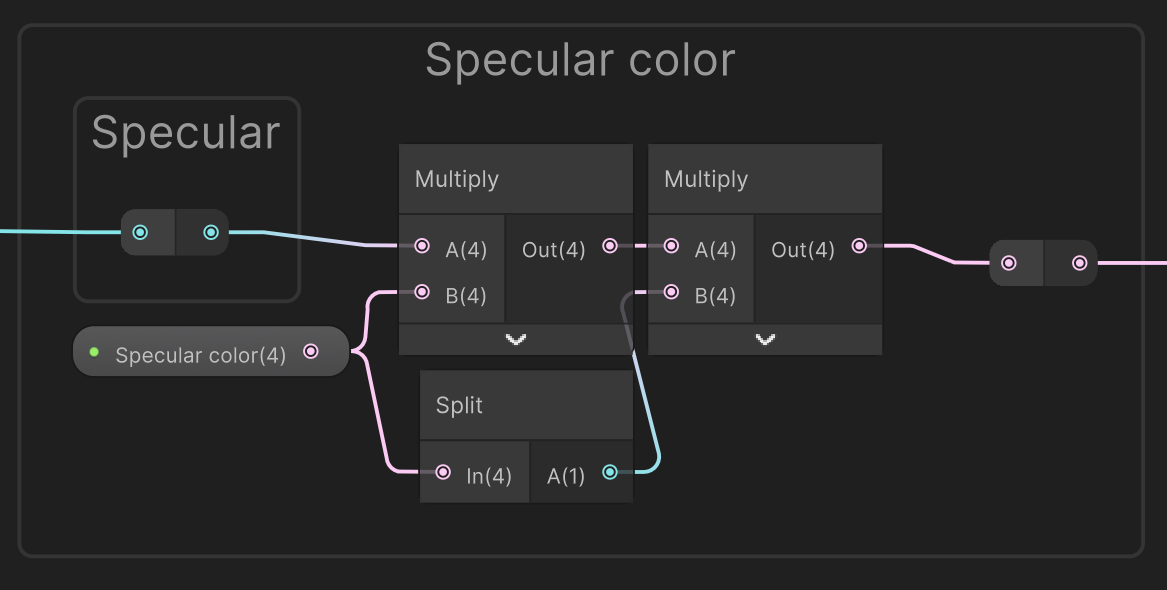 Specular color
Specular
Multiply
A(4)
Out(4)
B(4)
Multiply
A(4)
Out(4)
B(4)
Specular color(4)
Split
In(4)
A(1)